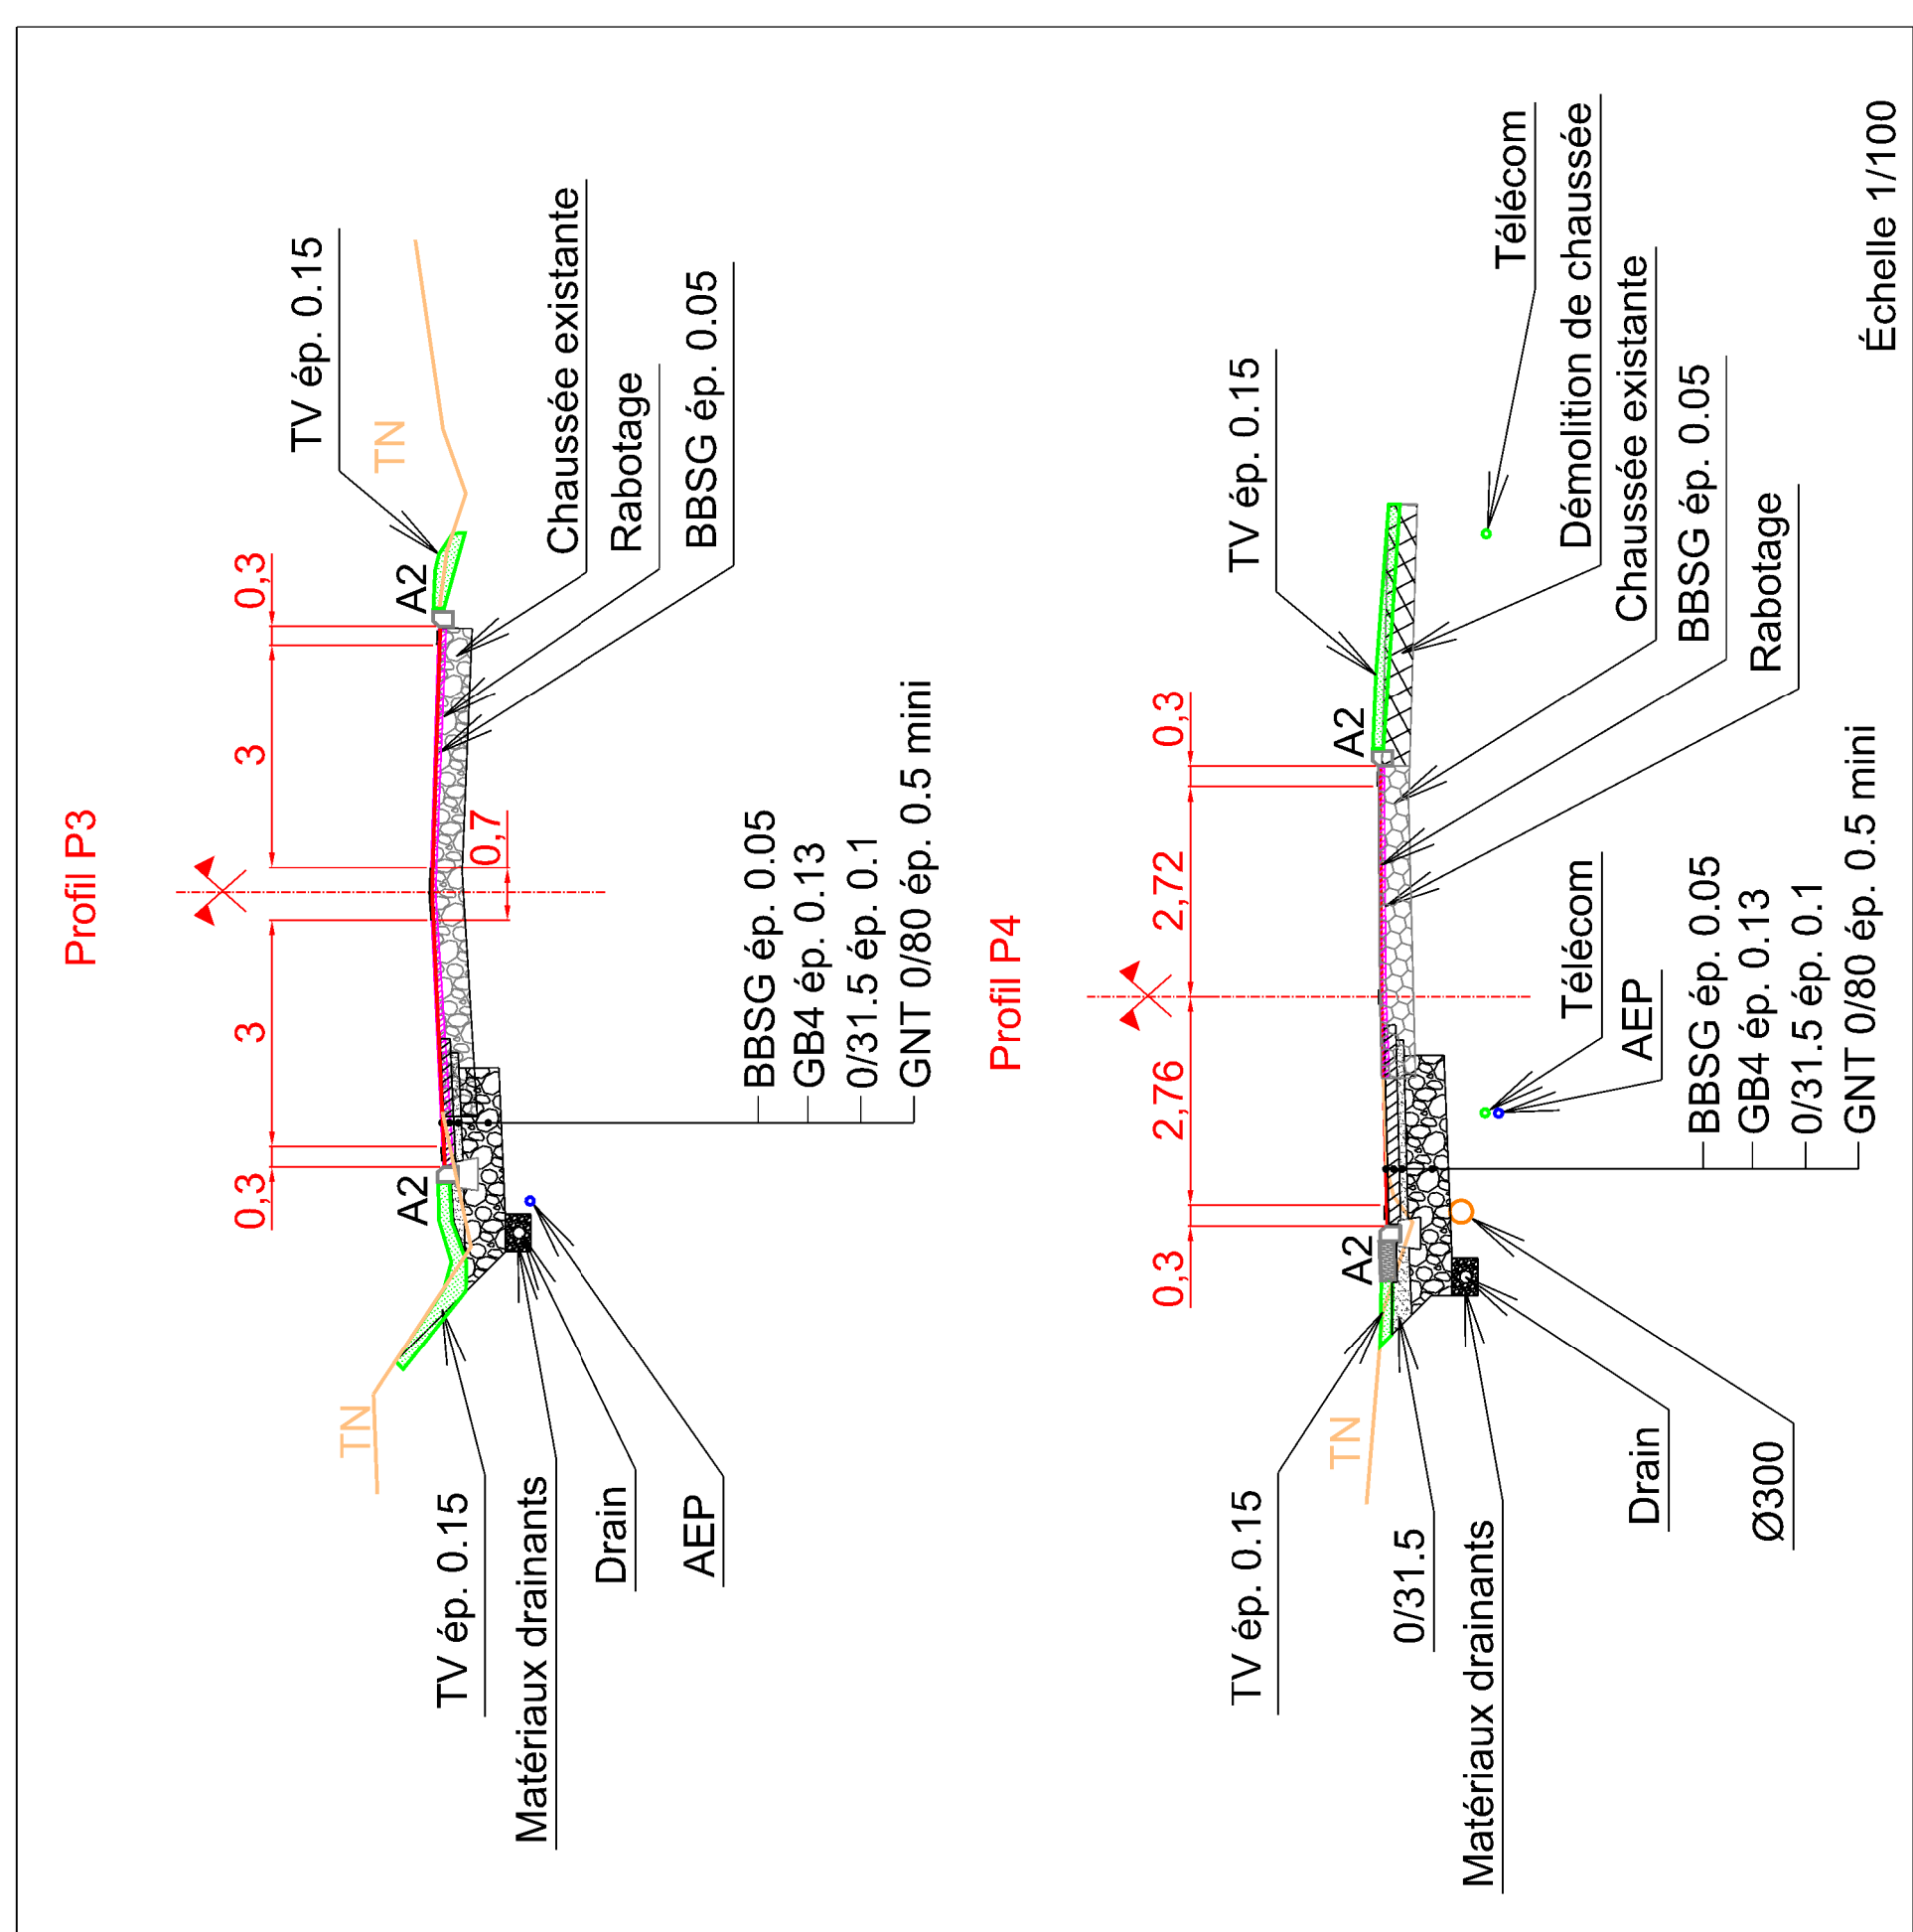 Profil P3
0,3
3
0,7
3
0,3
TV ép. 0.15
TN
A2
Chaussée existante
Rabotage
BBSG ép. 0.05
BBSG ép. 0.05
GB4 ép. 0.13
0/31.5 ép. 0.1
GNT 0/80 ép. 0.5 mini
A2
TN
TV ép. 0.15
Matériaux drainants
Drain
AEP
Profil P4
0,3
2,76
2,72
0,3
TV ép. 0.15
A2
Télécom
Démolition de chaussée
Chaussée existante
BBSG ép. 0.05
Rabotage
Télécom
AEP
BBSG ép. 0.05
GB4 ép. 0.13
0/31.5 ép. 0.1
GNT 0/80 ép. 0.5 mini
A2
TN
TV ép. 0.15
0/31.5
Matériaux drainants
Drain
Ø300
Échelle 1/100